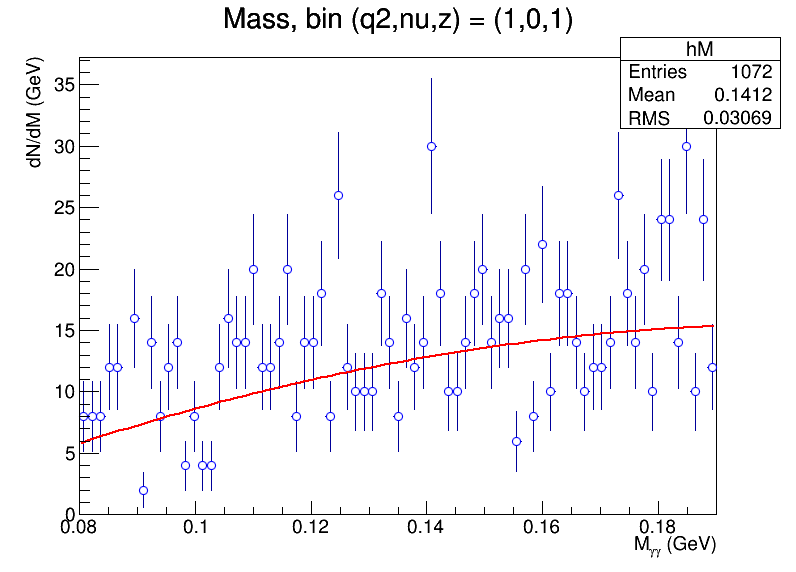 Mass, bin (q2,nu,z) = (1,0,1)
hM
Entries 1072
Mean 0.1412
RMS 0.03069
dN/dM (GeV)
35
30
25
20
15
10
5
0
0.08 0.1 0.12 0.14 0.16 0.18
Mγγ (GeV)